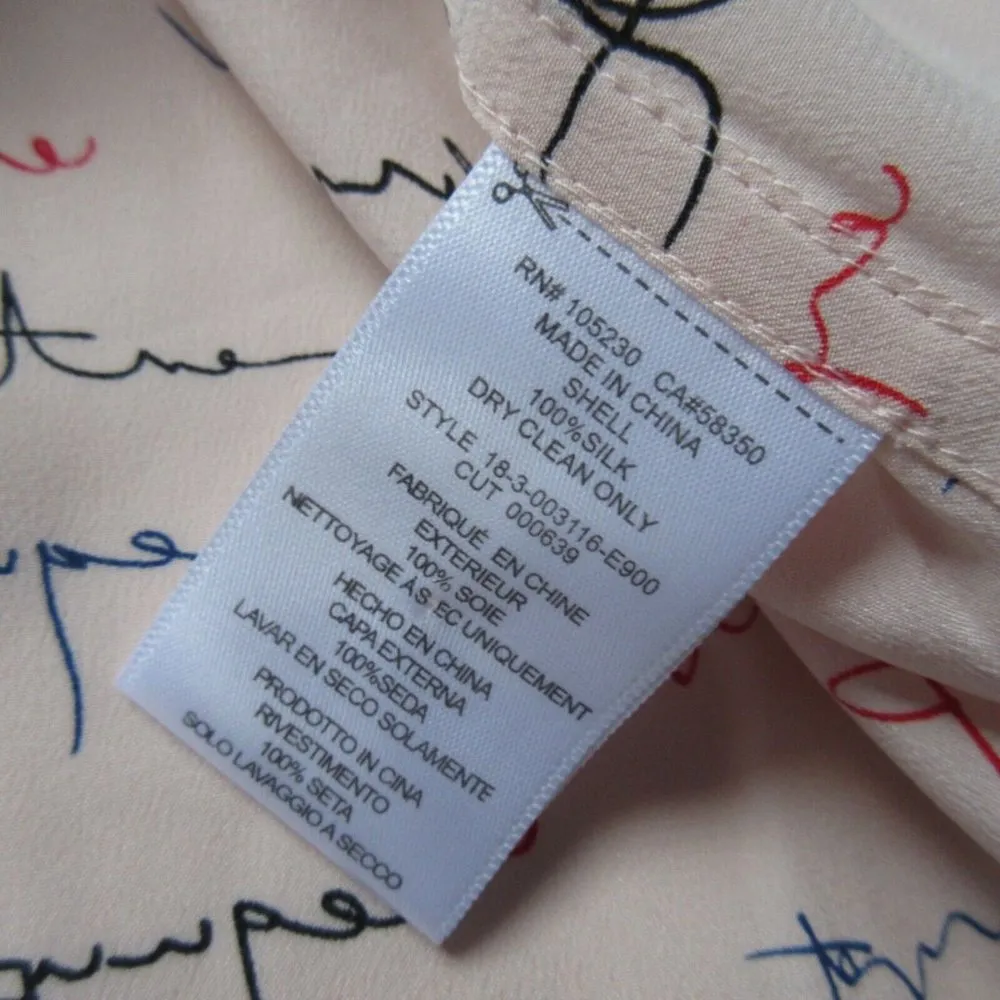 RN# 105230 CA#58350
MADE IN CHINA
SHELL
100%SILK
DRY CLEAN ONLY
STYLE 18-3-003116-E900
CUT 000639
FABRIQUÉ EN CHINE
EXTERIEUR
100% SOIE
NETTOYAGE À S. EC UNIQUEMENT
HECHO EN CHINA
CAPA EXTERNA
100%SEDA
LAVAR EN SECO SOLAMENTE
PRODOTTO IN CINA
RIVESTIMENTO
100% SETA
SOLO LAVAGGIO A SECCO